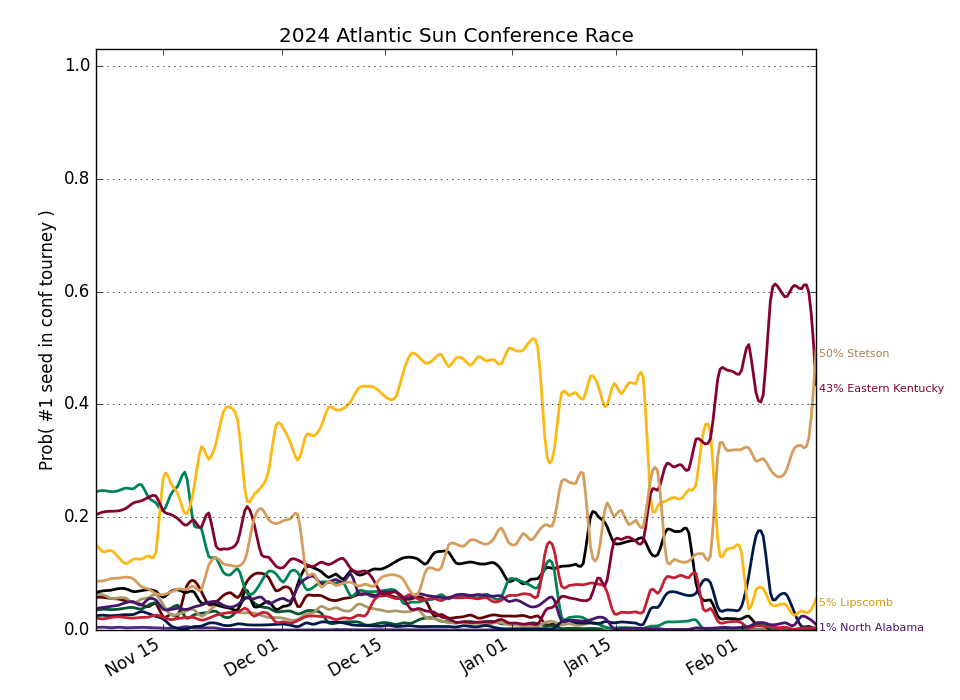 2024 Atlantic Sun Conference Race
Prob( #1 seed in conf tourney )
1.0
0.8
0.6
0.4
0.2
0.0
Nov 15
Dec 01
Dec 15
Jan 01
Jan 15
Feb 01
50% Stetson
43% Eastern Kentucky
5% Lipscomb
1% North Alabama